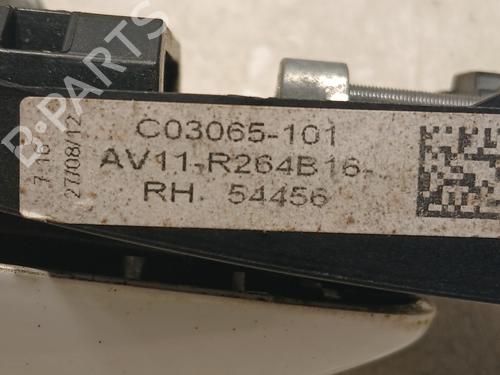 C03065-101
AV11-R264B16-
RH. 54456
27/08/12
B-Parts